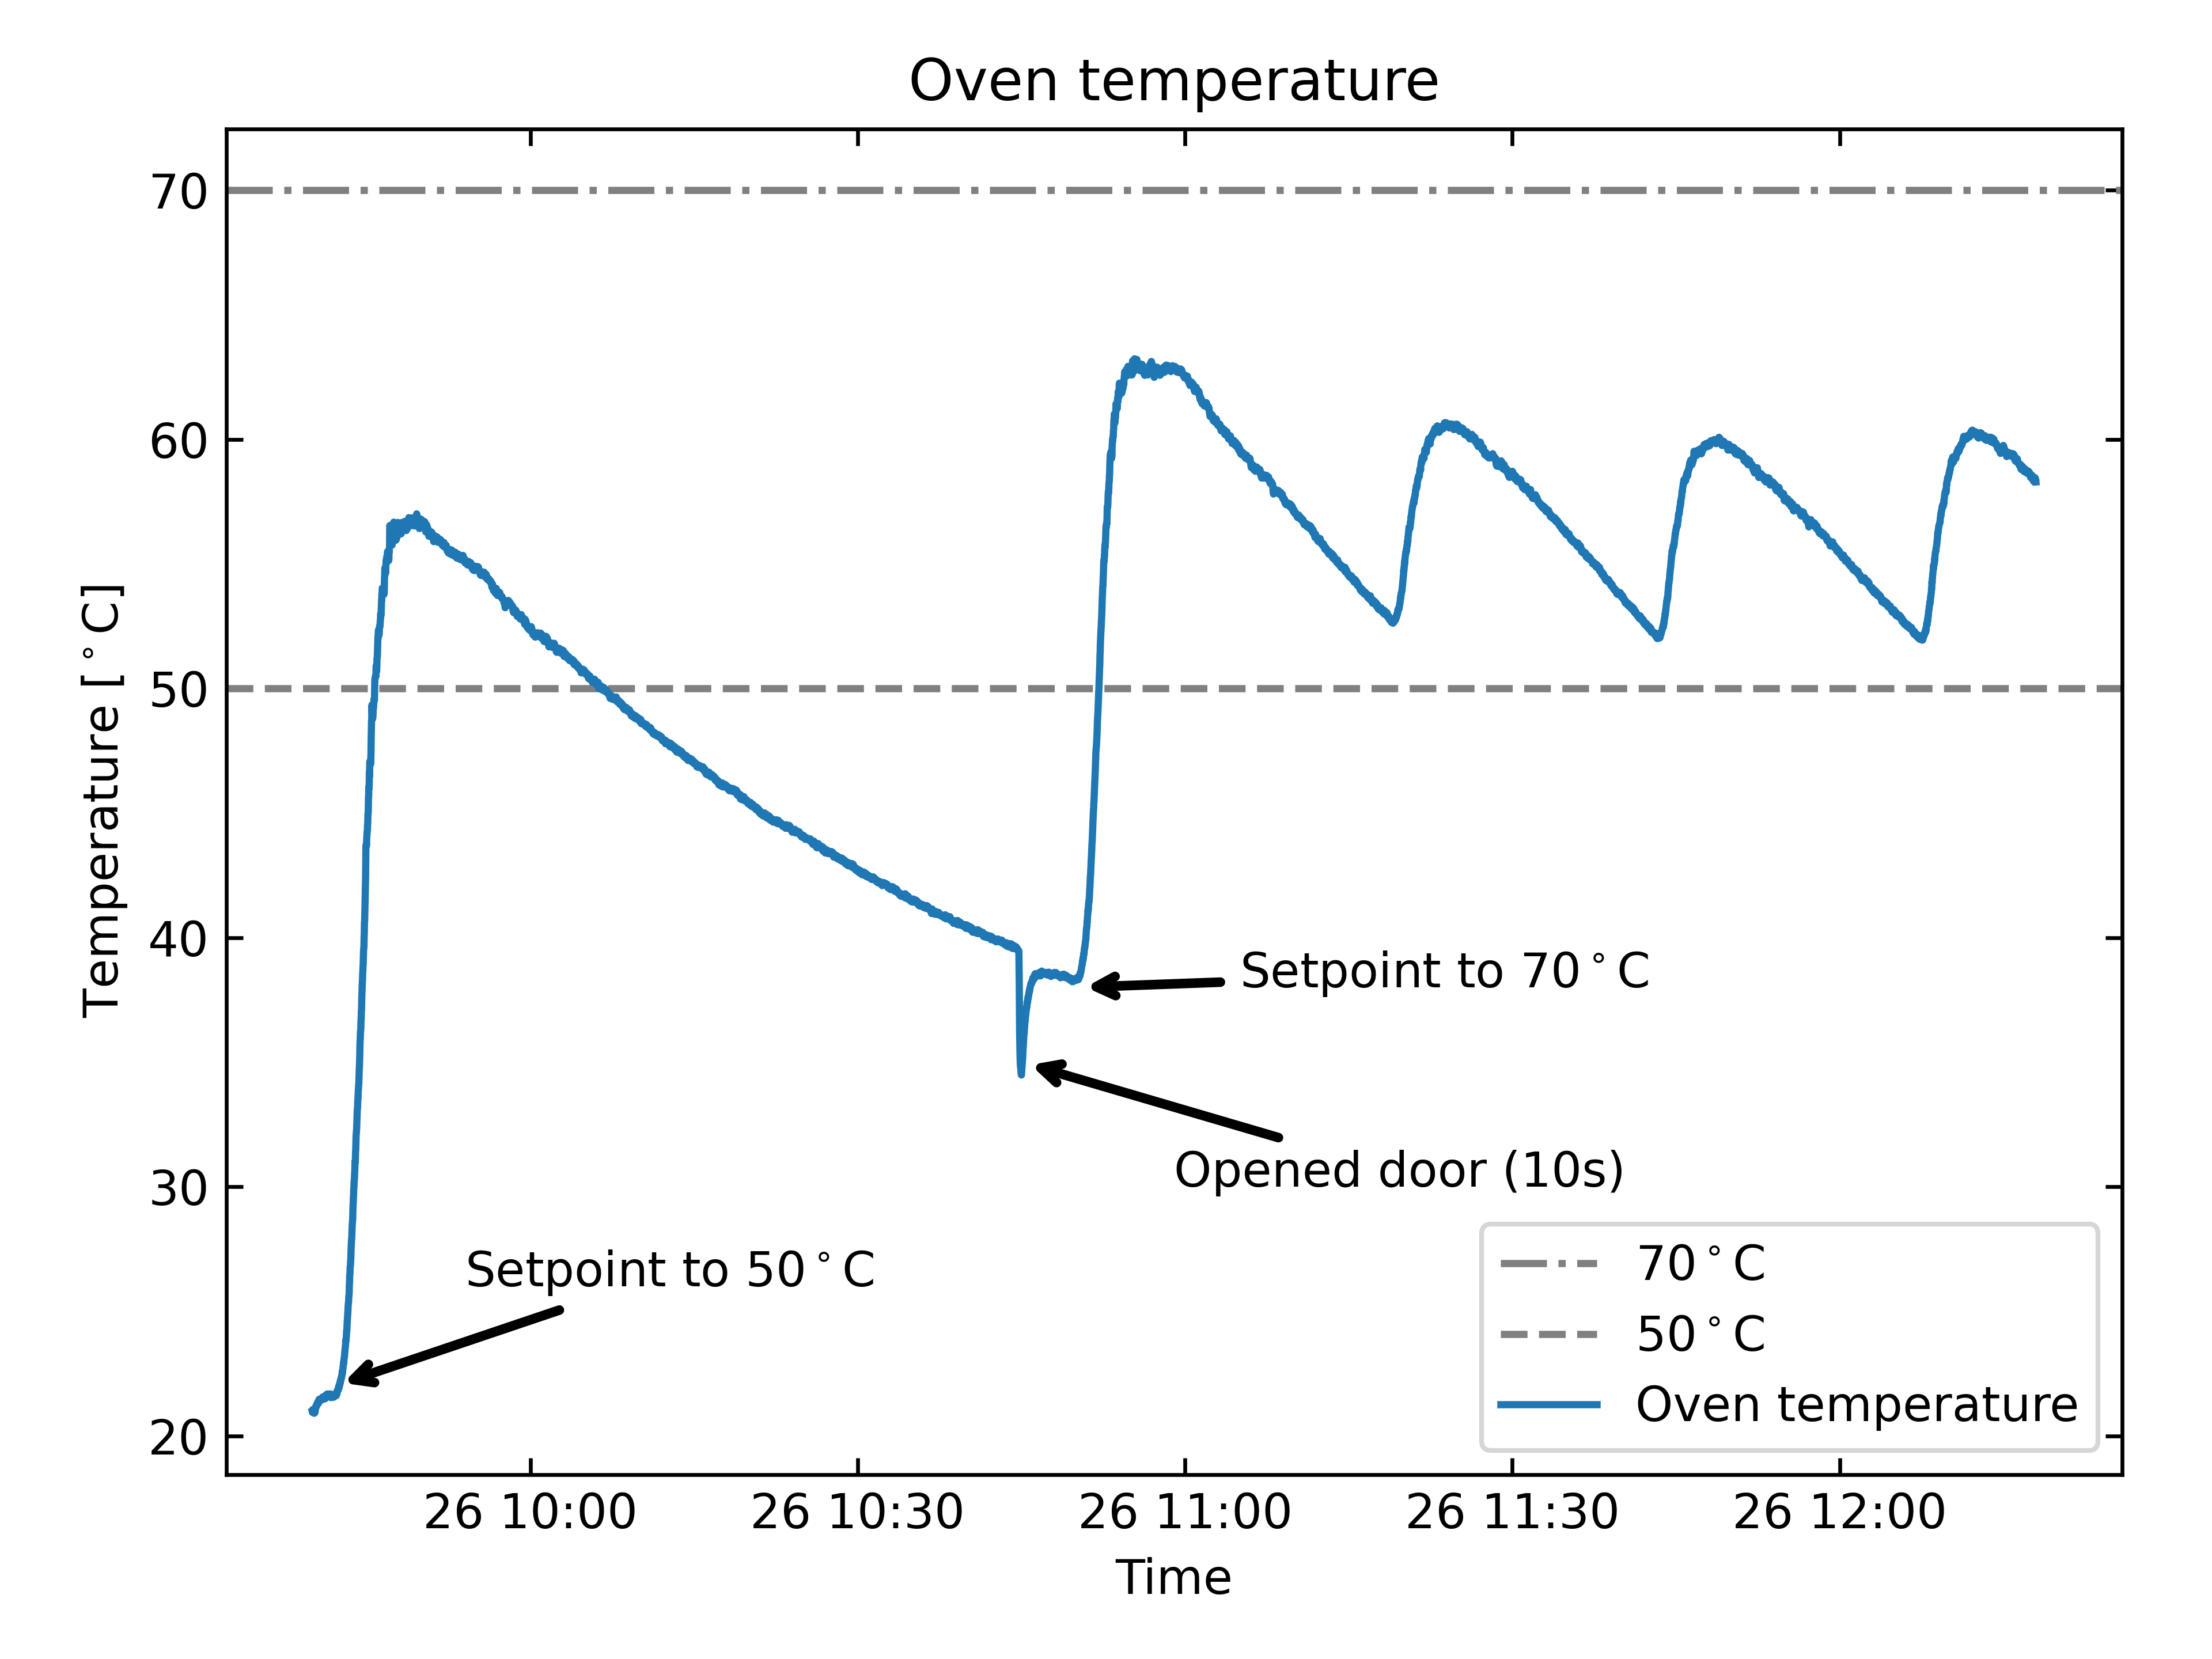 Oven temperature
Temperature [°C]
70
60
50
40
30
20
Setpoint to 70°C
Opened door (10s)
Setpoint to 50°C
70°C
50°C
Oven temperature
26 10:00
26 10:30
26 11:00
26 11:30
26 12:00
Time